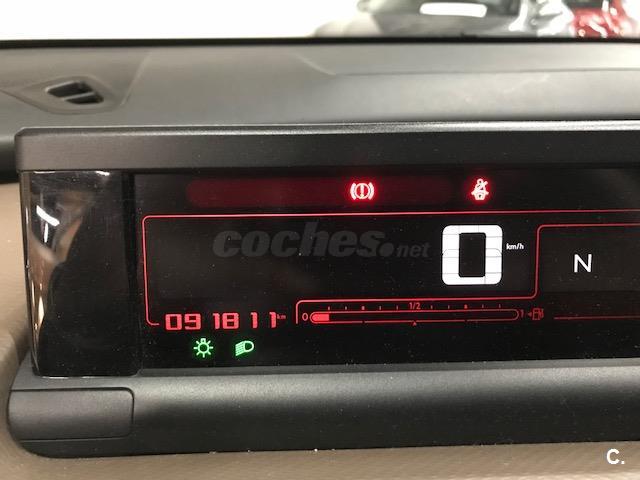 coches.net
0 km/h
N
1/2
0 1
091811 km
C.